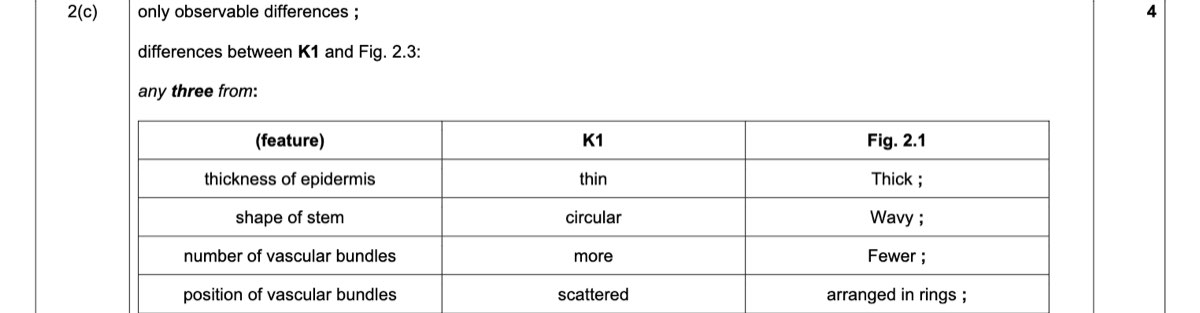 2(c) only observable differences ; 4
differences between K1 and Fig. 2.3:
any three from:
(feature) K1 Fig. 2.1
thickness of epidermis thin Thick ;
shape of stem circular Wavy ;
number of vascular bundles more Fewer ;
position of vascular bundles scattered arranged in rings ;